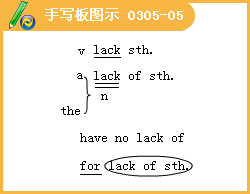 手写板图示 0305-05
v lack sth.
a lack of sth.
n
the
have no lack of
for lack of sth.